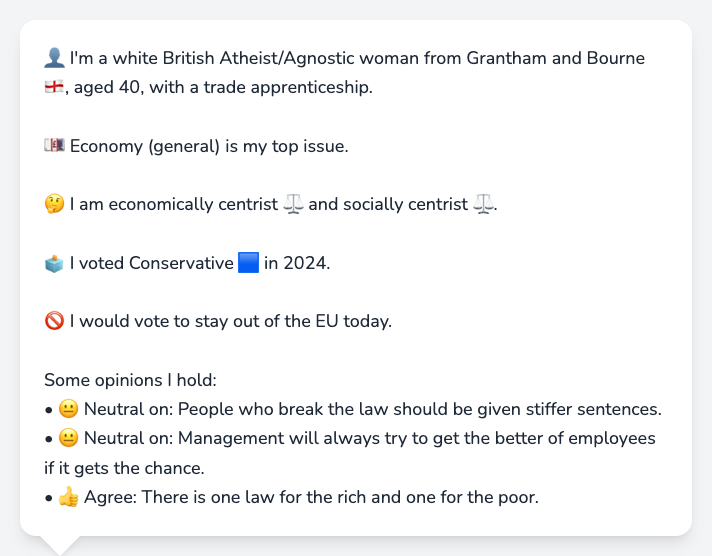 👤 I'm a white British Atheist/Agnostic woman from Grantham and Bourne
🏴󠁧󠁢󠁥󠁮󠁧󠁿, aged 40, with a trade apprenticeship.
💷 Economy (general) is my top issue.
🤔 I am economically centrist ⚖️ and socially centrist ⚖️.
🗳️ I voted Conservative 🟦 in 2024.
🚫 I would vote to stay out of the EU today.
Some opinions I hold:
• 😐 Neutral on: People who break the law should be given stiffer sentences.
• 😐 Neutral on: Management will always try to get the better of employees
if it gets the chance.
• 👍 Agree: There is one law for the rich and one for the poor.